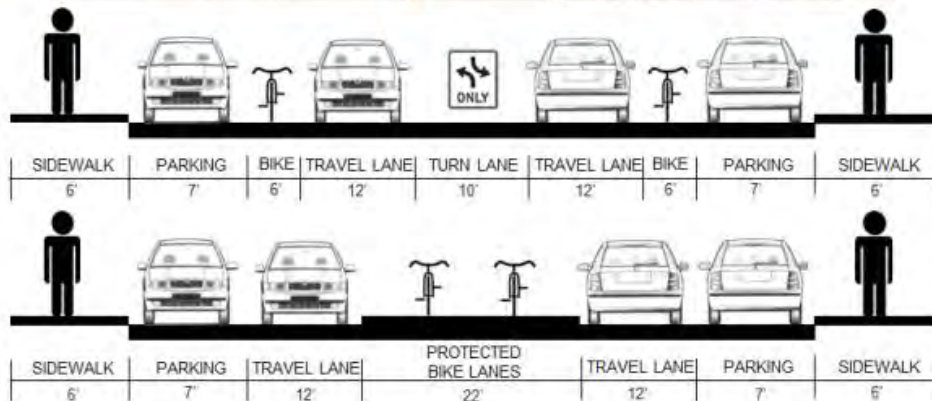 ONLY
SIDEWALK PARKING BIKE TRAVEL LANE TURN LANE TRAVEL LANE BIKE PARKING SIDEWALK
6' 7' 6' 12' 10' 12' 6' 7' 6'
PROTECTED
SIDEWALK PARKING TRAVEL LANE BIKE LANES TRAVEL LANE PARKING SIDEWALK
6' 7' 12' 22' 12' 7' 6'